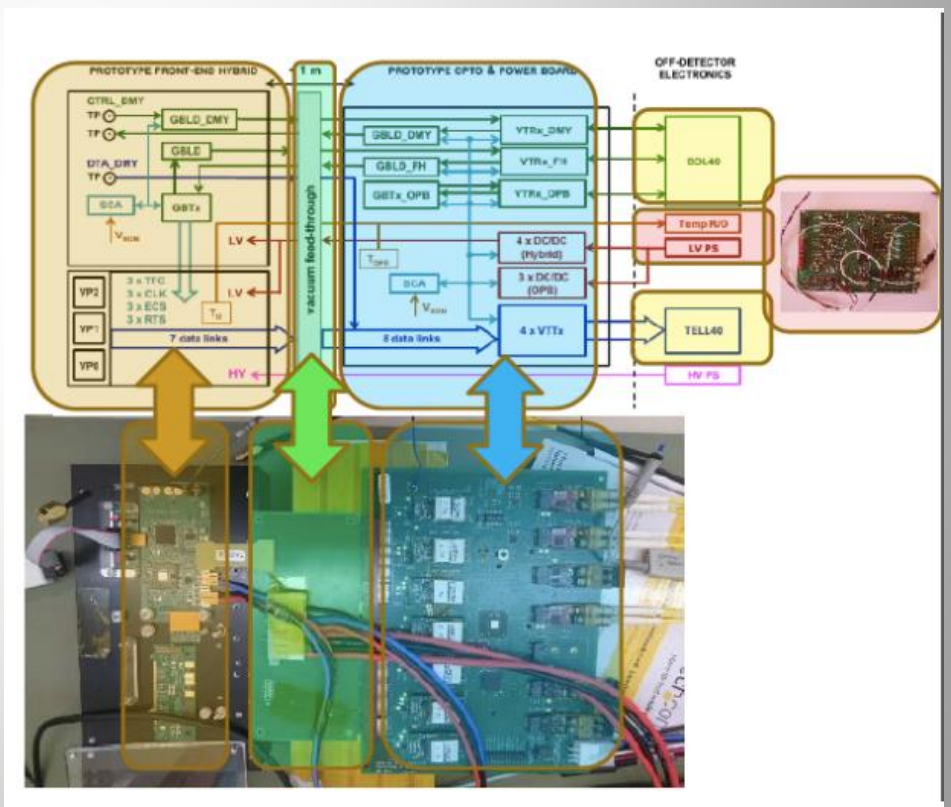 PROTOTYPE FRONT-END HYBRID
1 m
PROTOTYPE OPTO & POWER BOARD
OFF-DETECTOR
ELECTRONICS
CTRL_DMY
TP
TP
GBLD_DMY
GBLD
TP
SCA
GBTx
LV
LV
VP2
VP1
VP0
3 x TFC
3 x CLK
3 x ECS
3 x RTS
7 data links
HV
vacuum feed-through
GBLD_DMY
GBLD_FH
GBTx_OPB
VTRx_DMY
VTRx_FH
VTRx_OPB
4 x DC/DC
(Hybrid)
3 x DC/DC
(OPB)
SCA
8 data links
4 x VTTx
SOL40
Temp R/O
LV PS
TELL40
HV PS